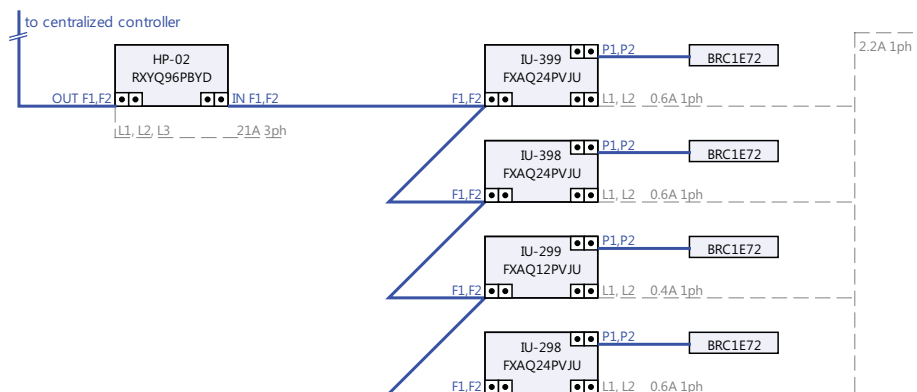 to centralized controller
HP-02
RXYQ96PBYD
OUT F1,F2
IN F1,F2
L1, L2, L3
21A 3ph
2.2A 1ph
IU-399
FXAQ24PVJU
P1,P2
BRC1E72
F1,F2
L1, L2
0.6A 1ph
IU-398
FXAQ24PVJU
P1,P2
BRC1E72
F1,F2
L1, L2
0.6A 1ph
IU-299
FXAQ12PVJU
P1,P2
BRC1E72
F1,F2
L1, L2
0.4A 1ph
IU-298
FXAQ24PVJU
P1,P2
BRC1E72
F1,F2
L1, L2
0.6A 1ph